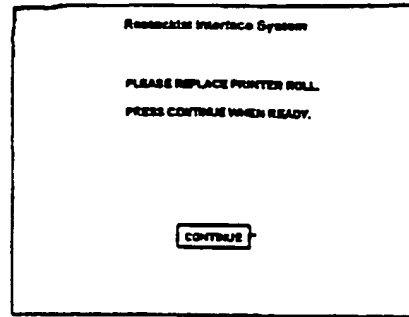 Interface System
PLEASE REPLACE PRINTER ROLL.
PRESS CONTINUE WHEN READY.
CONTINUE